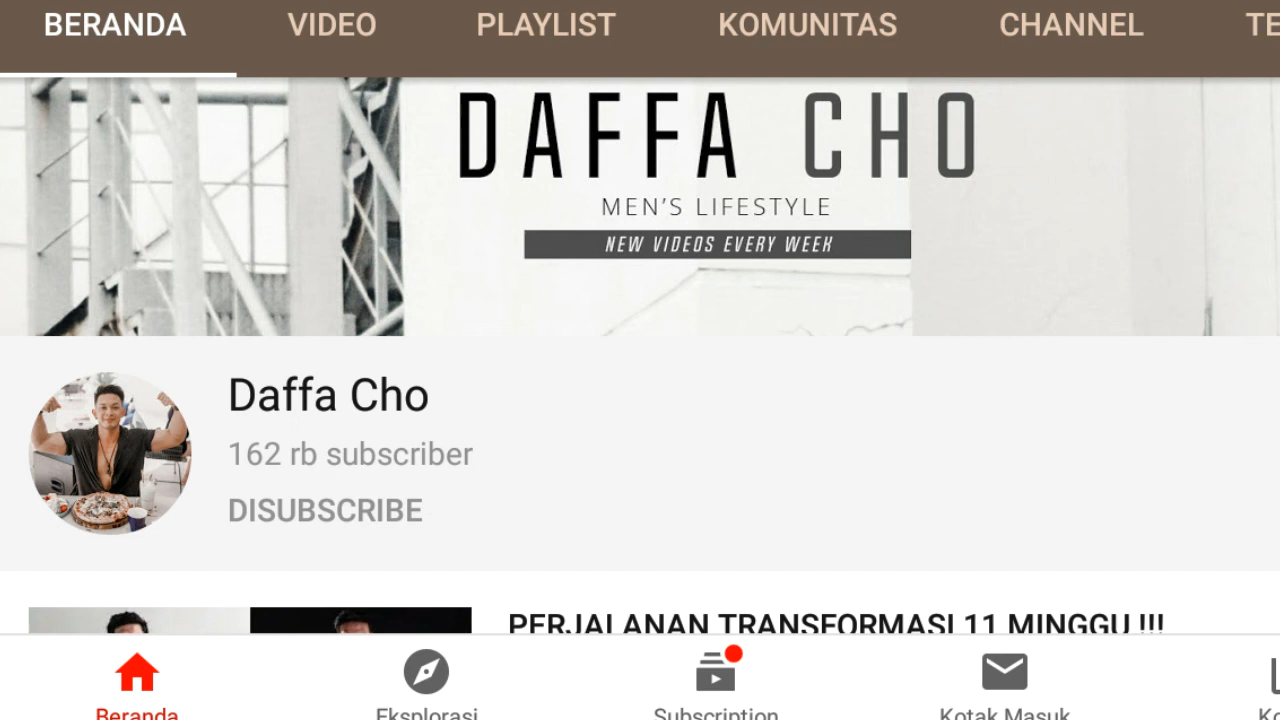 BERANDA VIDEO PLAYLIST KOMUNITAS CHANNEL
DAFFA CHO
MEN'S LIFESTYLE
NEW VIDEOS EVERY WEEK
Daffa Cho
162 rb subscriber
DISUBSCRIBE
PERJALANAN TRANSFORMASI 11 MINGGU !!!
Beranda Eksplorasi Subscription Kotak Masuk